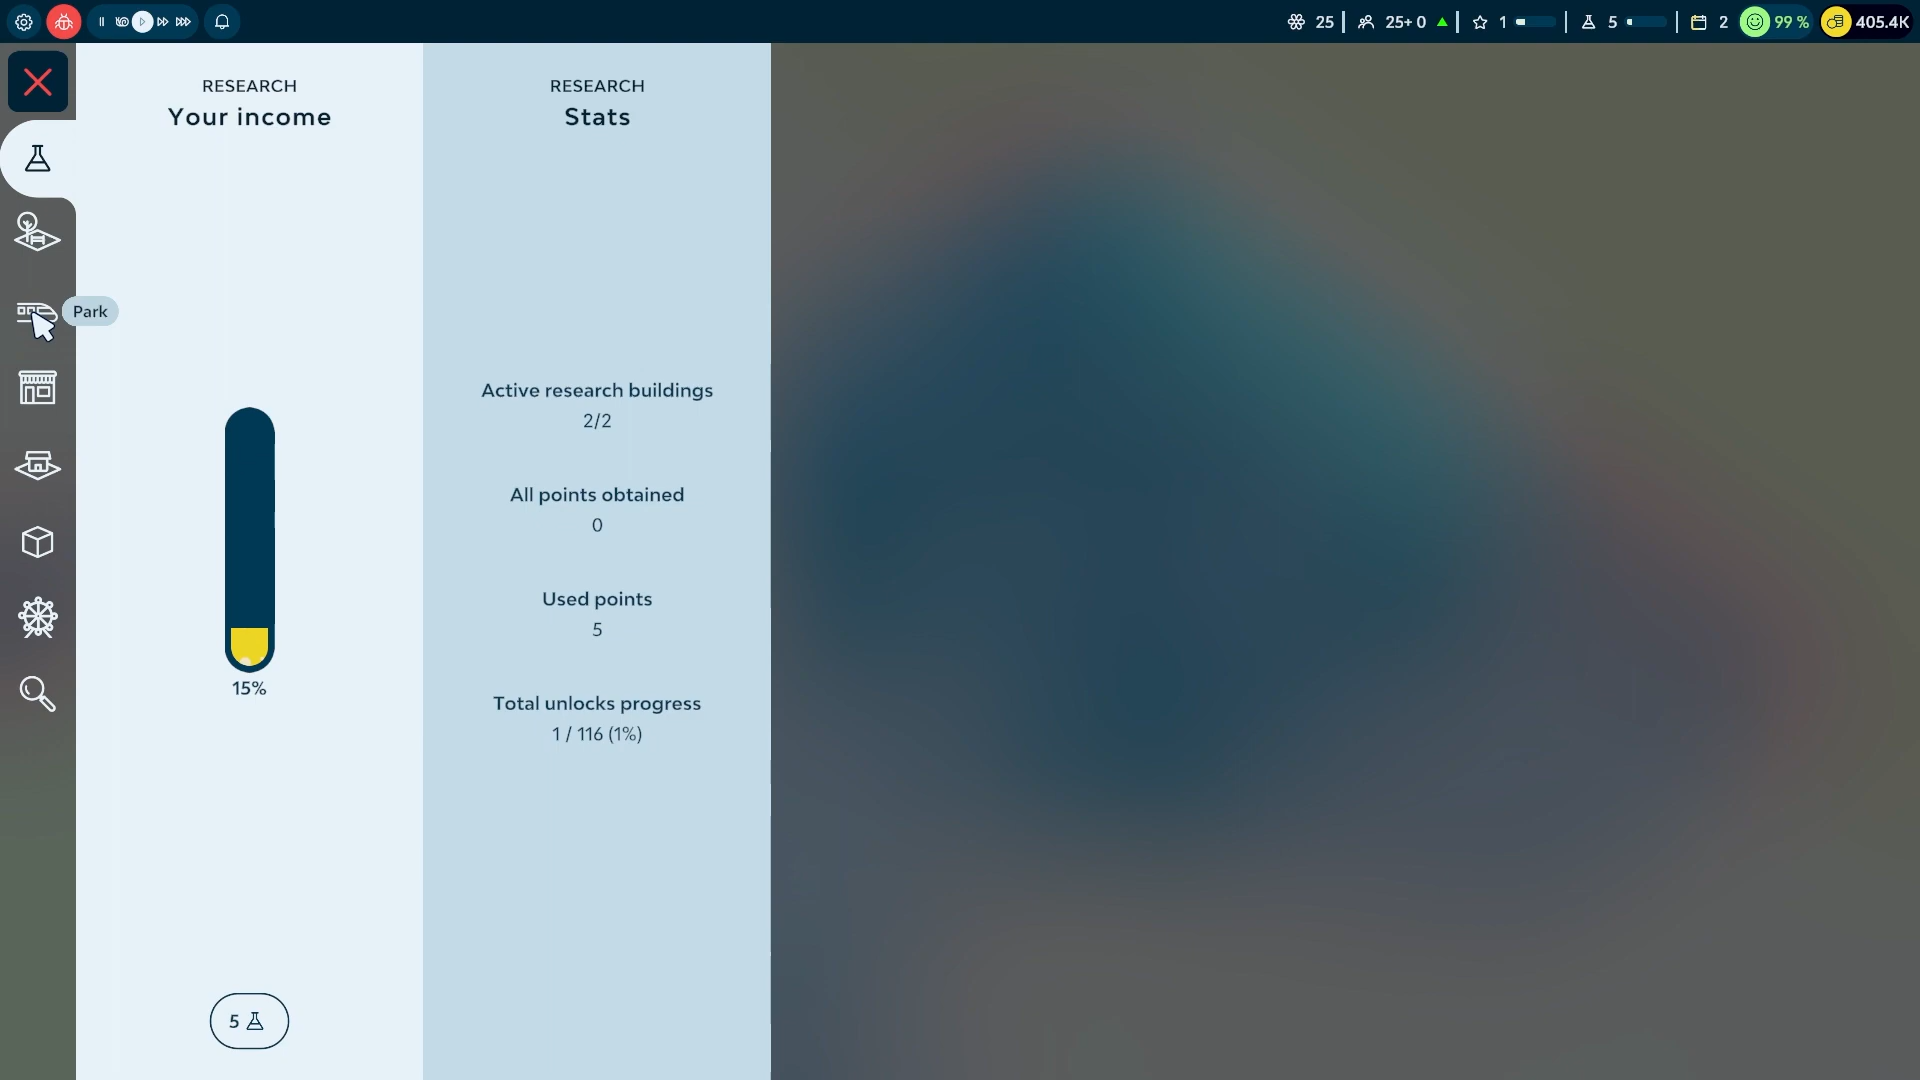 25 25+ 0 1 5 2 99 % 405.4K
RESEARCH
Your income
15%
5
RESEARCH
Stats
Active research buildings
2/2
All points obtained
0
Used points
5
Total unlocks progress
1 / 116 (1%)
Park